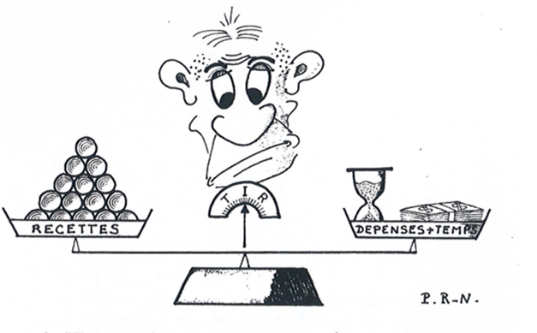 T I R
RECETTES
DEPENSES+TEMPS
P. R-N.